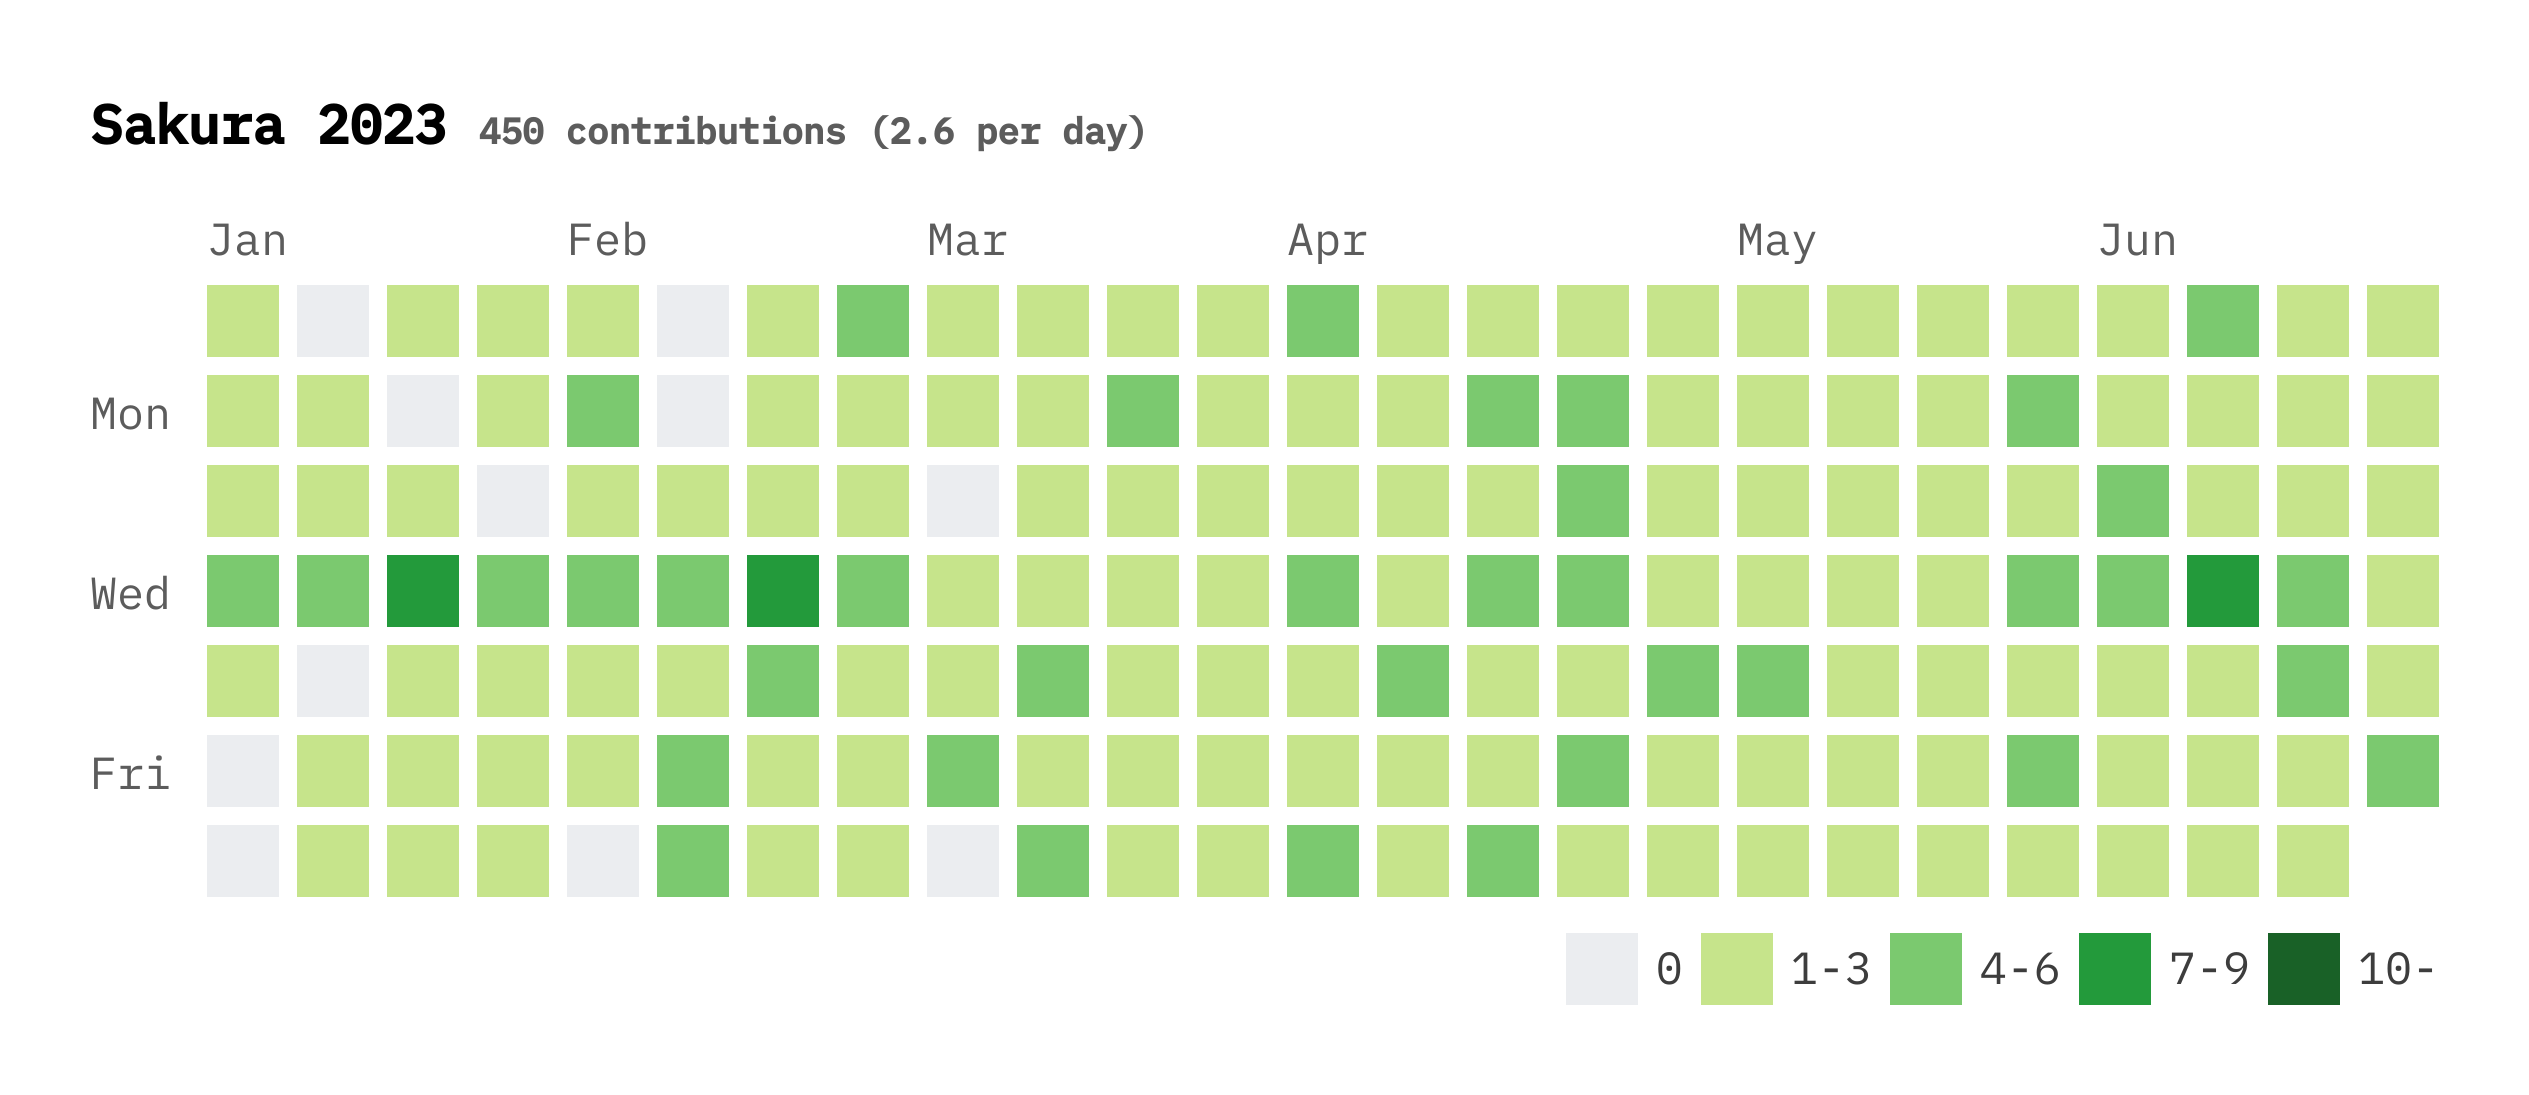 Sakura 2023 450 contributions (2.6 per day)
Jan Feb Mar Apr May Jun
Mon
Wed
Fri
0 1-3 4-6 7-9 10-